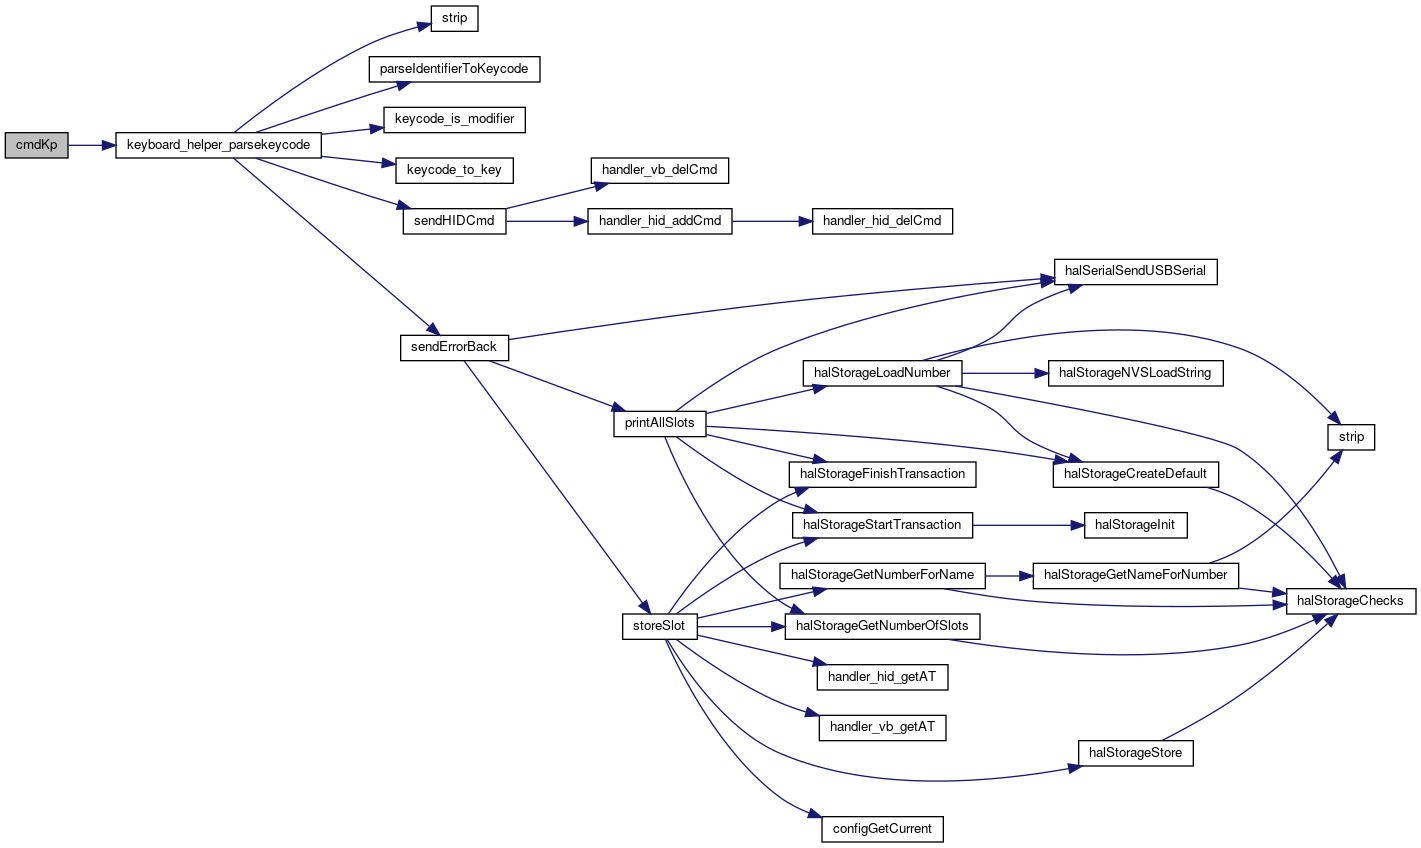 strip
parseIdentifierToKeycode
keycode_is_modifier
cmdKp
keyboard_helper_parsekeycode
keycode_to_key
handler_vb_delCmd
sendHIDCmd
handler_hid_addCmd
handler_hid_delCmd
halSerialSendUSBSerial
sendErrorBack
halStorageLoadNumber
halStorageNVSLoadString
printAllSlots
strip
halStorageFinishTransaction
halStorageCreateDefault
halStorageStartTransaction
halStorageInit
halStorageGetNumberForName
halStorageGetNameForNumber
halStorageChecks
storeSlot
halStorageGetNumberOfSlots
handler_hid_getAT
handler_vb_getAT
halStorageStore
configGetCurrent